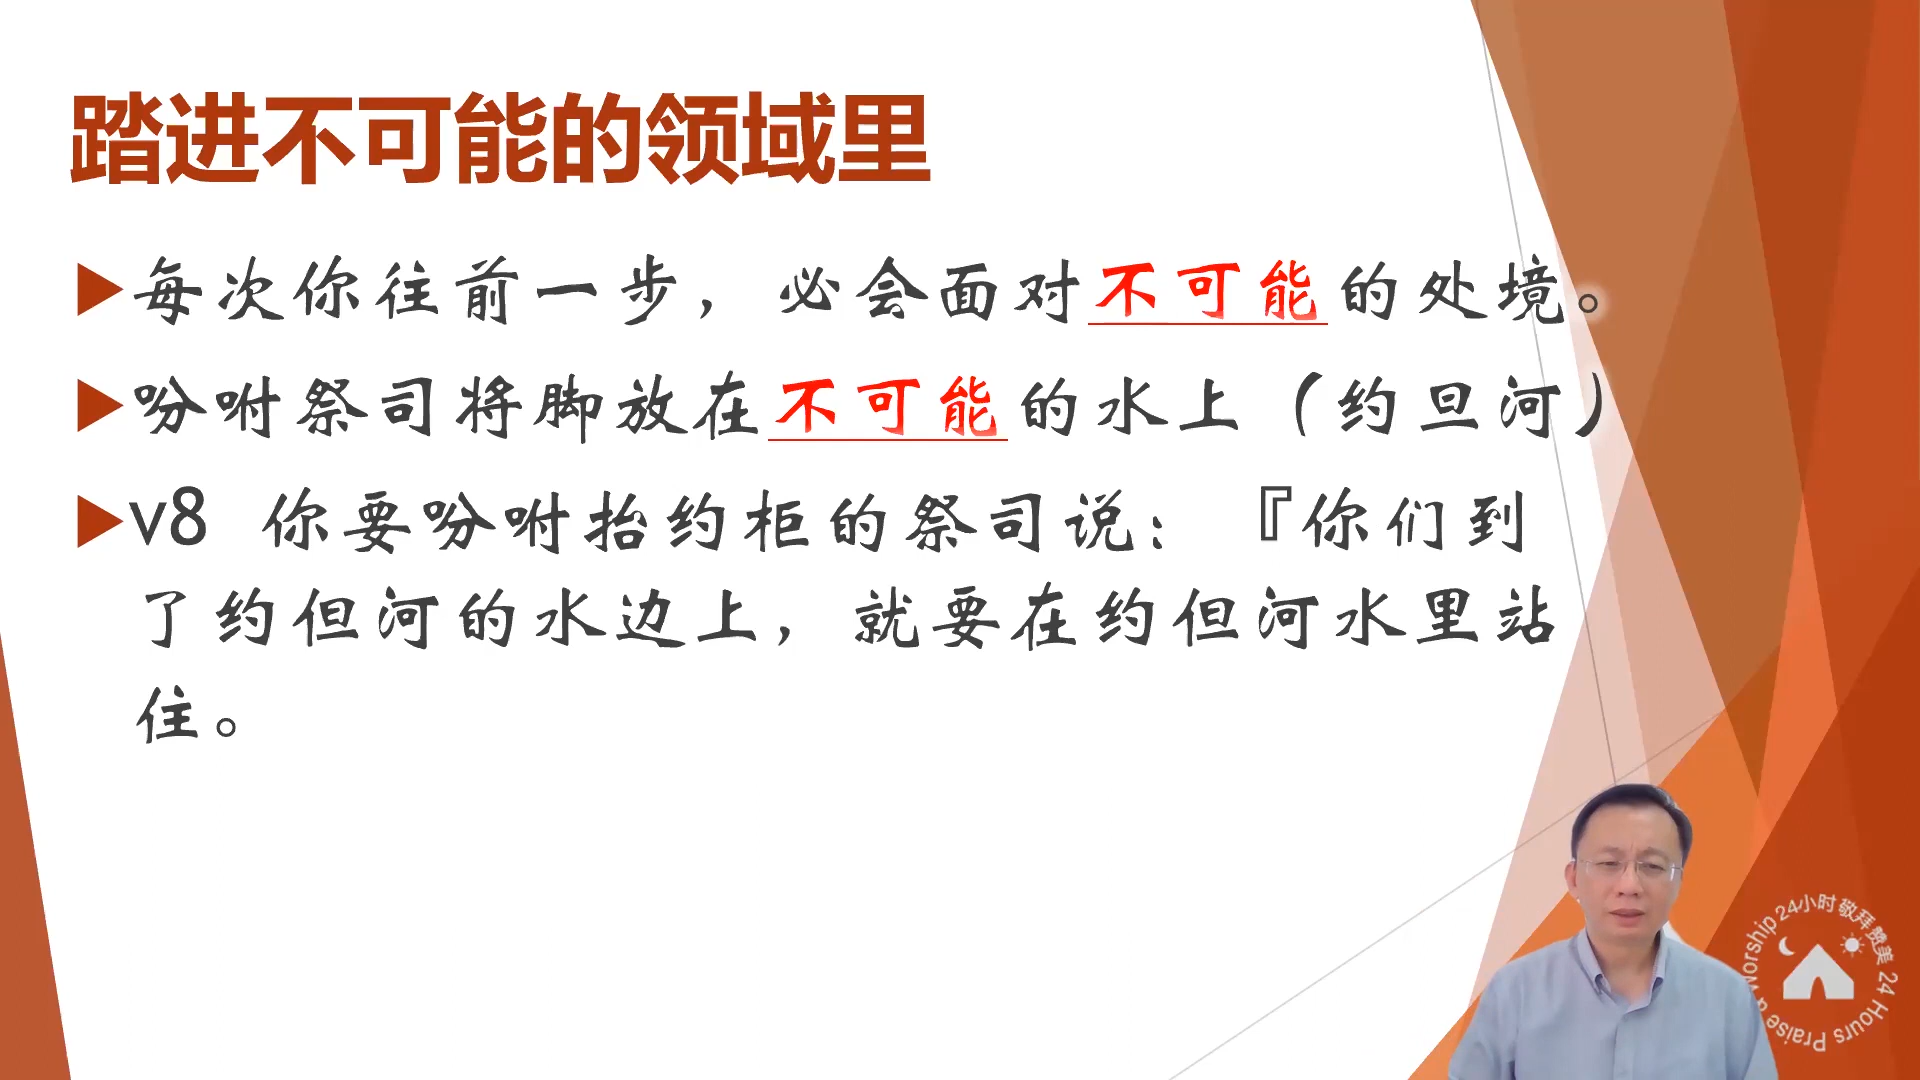 踏进不可能的领域里
每次你往前一步，必会面对不可能的处境。
吩咐祭司将脚放在不可能的水上（约旦河）
v8 你要吩咐抬约柜的祭司说：『你们到
了约但河的水边上，就要在约但河水里站
住。
24小时敬拜赞美 24 Hours Praise & Worship